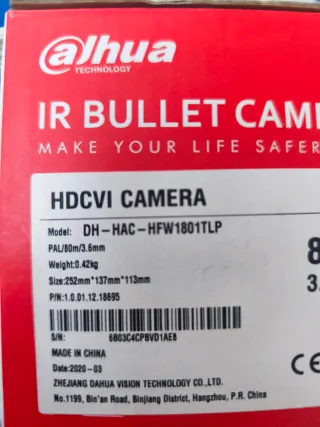 alhua
TECHNOLOGY
IR BULLET CAM
MAKE YOUR LIFE SAFER
HDCVI CAMERA
Model: DH-HAC-HFW1801TLP
PAL/80m/3.6mm
8
Weight:0.42kg
3.
Size:252mm*137mm*113mm
P/N:1.0.01.12.18695
S/N: 6B03C4CPBVD1AE8
MADE IN CHINA
CE
Date:2020-03
ZHEJIANG DAHUA VISION TECHNOLOGY CO.,LTD.
No.1199, Bin'an Road, Binjiang District, Hangzhou, P.R. China